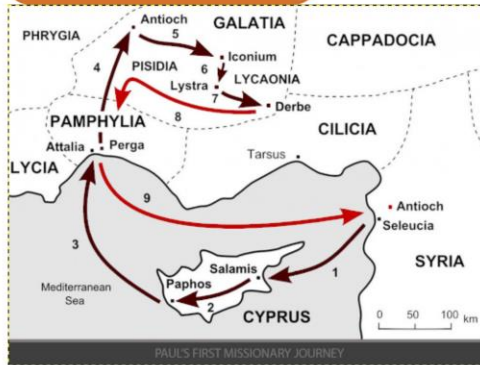 Antioch
GALATIA
PHRYGIA
5
CAPPADOCIA
Iconium
4
PISIDIA
6
LYCAONIA
Lystra
7
Derbe
8
PAMPHYLIA
CILICIA
Attalia
Perga
Tarsus
LYCIA
9
Antioch
Seleucia
3
Salamis
1
SYRIA
Mediterranean
Sea
Paphos
2
CYPRUS
0 50 100
km
PAUL'S FIRST MISSIONARY JOURNEY